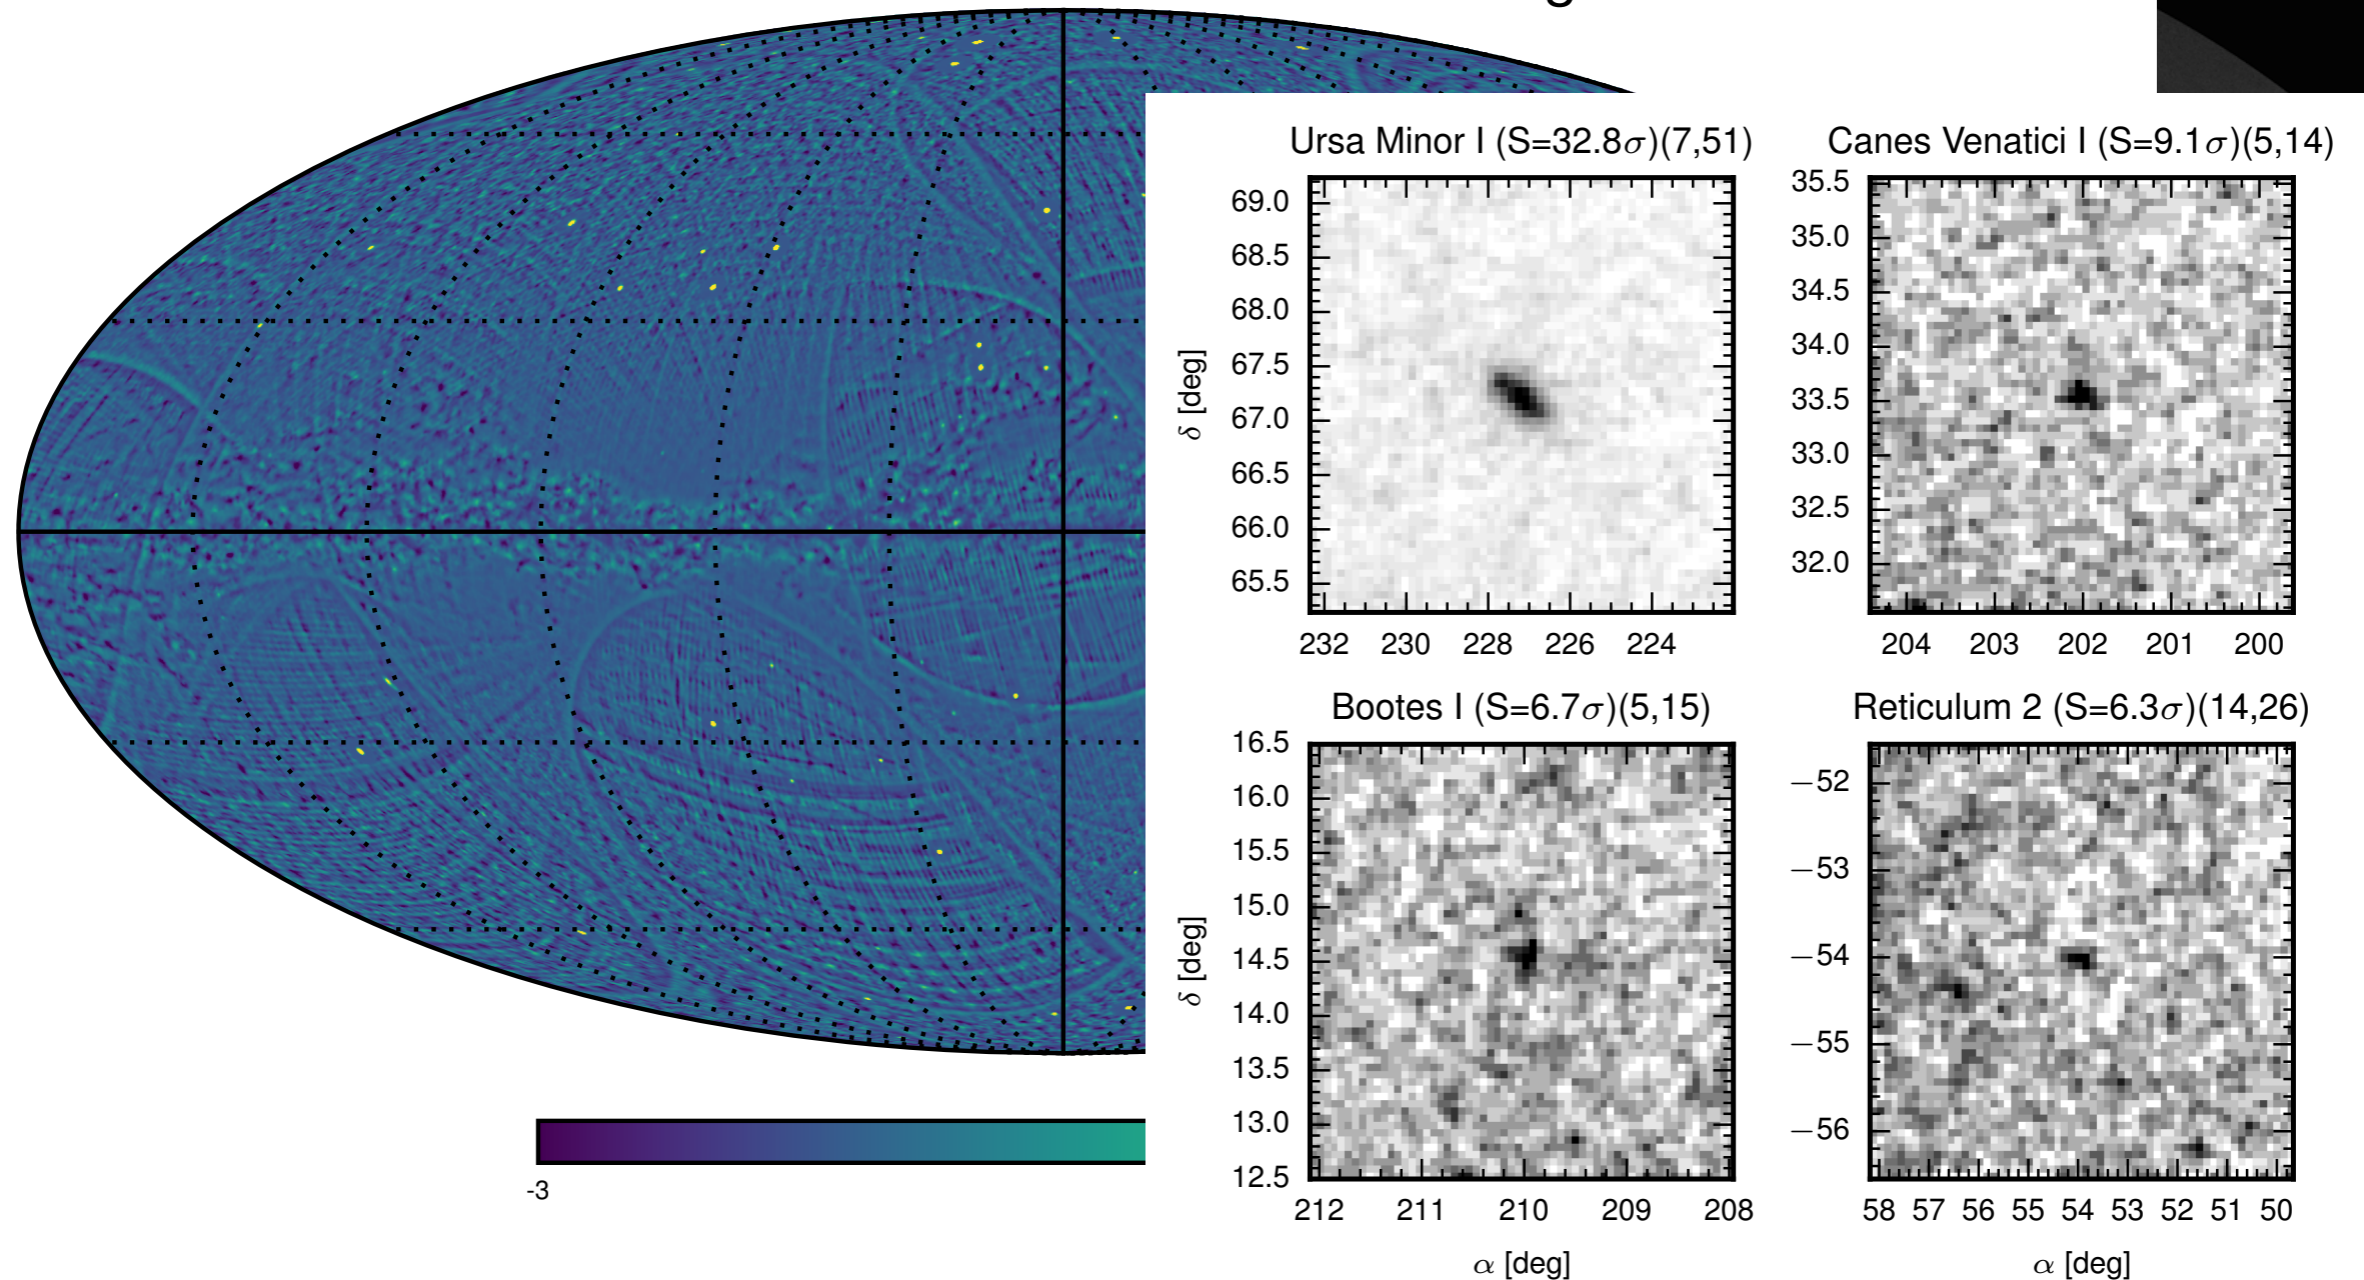 g
Ursa Minor I (S=32.8σ)(7,51)
Canes Venatici I (S=9.1σ)(5,14)
69.0
68.5
68.0
67.5
67.0
66.5
66.0
65.5
δ [deg]
232 230 228 226 224
35.5
35.0
34.5
34.0
33.5
33.0
32.5
32.0
204 203 202 201 200
Bootes I (S=6.7σ)(5,15)
Reticulum 2 (S=6.3σ)(14,26)
16.5
16.0
15.5
15.0
14.5
14.0
13.5
13.0
12.5
δ [deg]
212 211 210 209 208
α [deg]
−52
−53
−54
−55
−56
58 57 56 55 54 53 52 51 50
α [deg]
-3